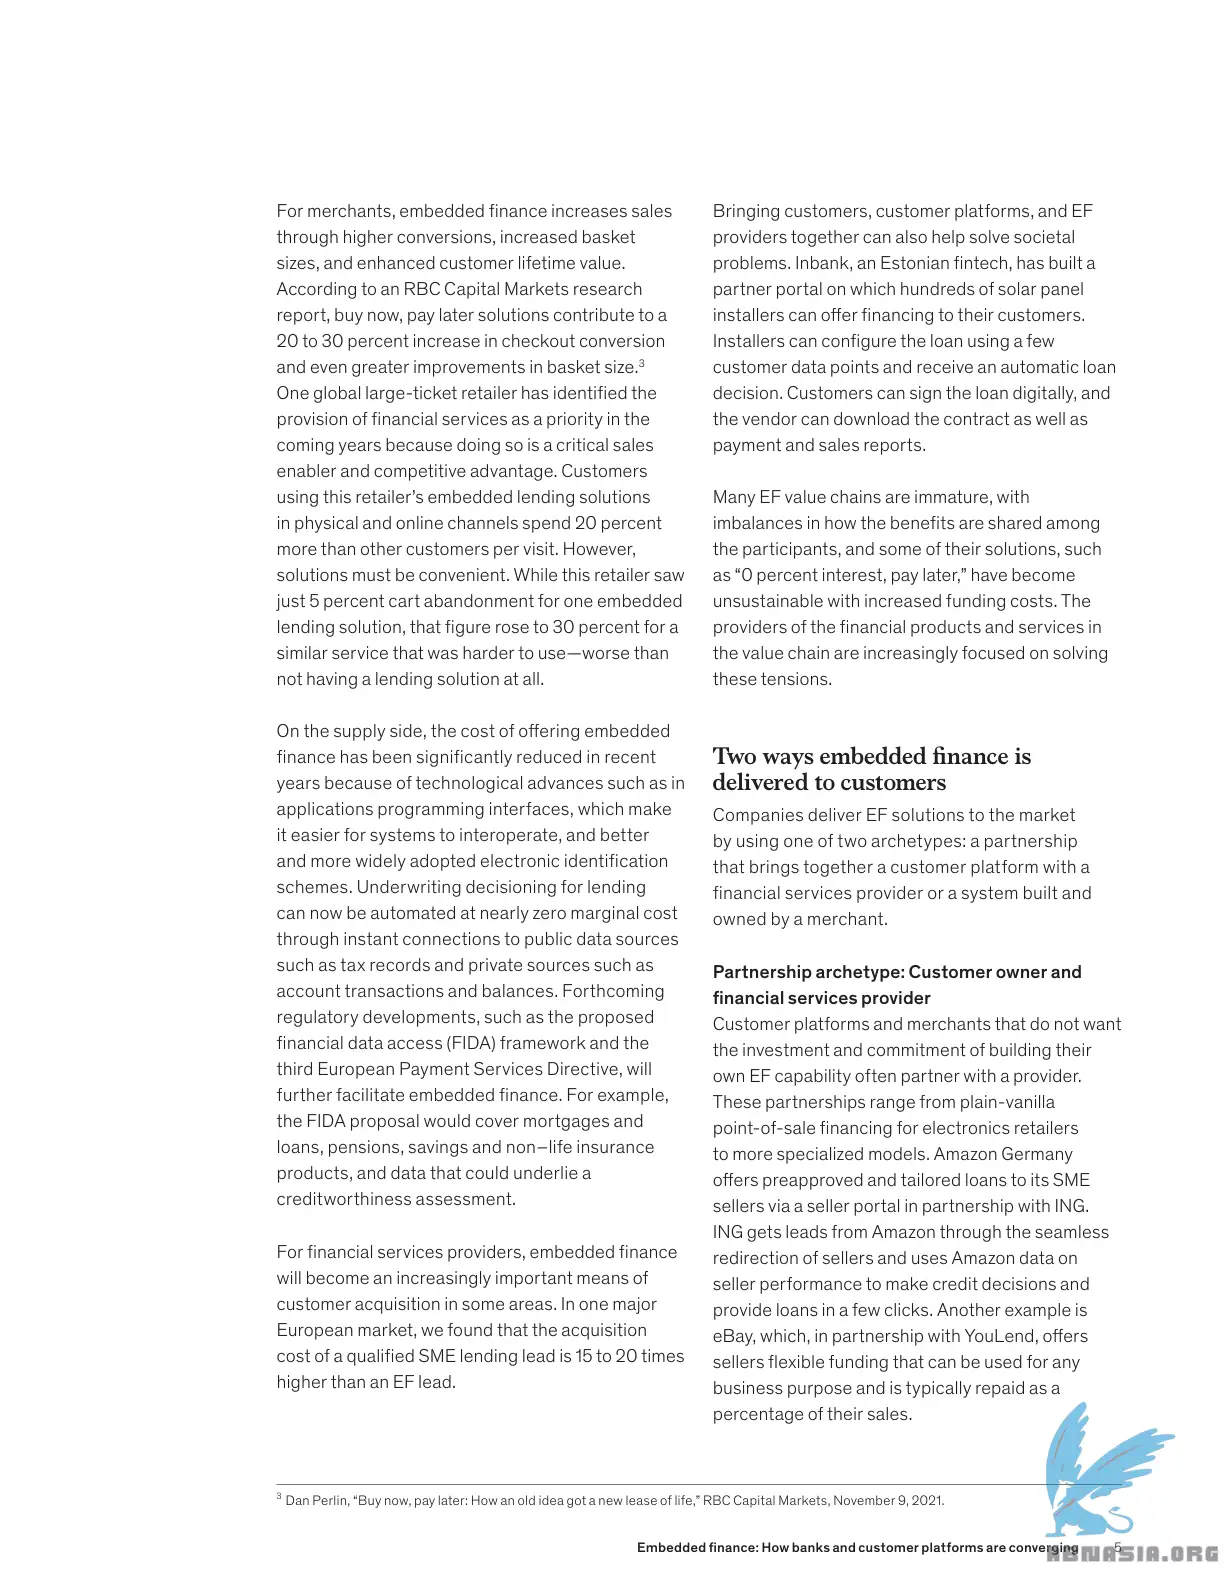 For merchants, embedded finance increases sales
through higher conversions, increased basket
sizes, and enhanced customer lifetime value.
According to an RBC Capital Markets research
report, buy now, pay later solutions contribute to a
20 to 30 percent increase in checkout conversion
and even greater improvements in basket size.3
One global large-ticket retailer has identified the
provision of financial services as a priority in the
coming years because doing so is a critical sales
enabler and competitive advantage. Customers
using this retailer’s embedded lending solutions
in physical and online channels spend 20 percent
more than other customers per visit. However,
solutions must be convenient. While this retailer saw
just 5 percent cart abandonment for one embedded
lending solution, that figure rose to 30 percent for a
similar service that was harder to use—worse than
not having a lending solution at all.
On the supply side, the cost of offering embedded
finance has been significantly reduced in recent
years because of technological advances such as in
applications programming interfaces, which make
it easier for systems to interoperate, and better
and more widely adopted electronic identification
schemes. Underwriting decisioning for lending
can now be automated at nearly zero marginal cost
through instant connections to public data sources
such as tax records and private sources such as
account transactions and balances. Forthcoming
regulatory developments, such as the proposed
financial data access (FIDA) framework and the
third European Payment Services Directive, will
further facilitate embedded finance. For example,
the FIDA proposal would cover mortgages and
loans, pensions, savings and non–life insurance
products, and data that could underlie a
creditworthiness assessment.
For financial services providers, embedded finance
will become an increasingly important means of
customer acquisition in some areas. In one major
European market, we found that the acquisition
cost of a qualified SME lending lead is 15 to 20 times
higher than an EF lead.
Bringing customers, customer platforms, and EF
providers together can also help solve societal
problems. Inbank, an Estonian fintech, has built a
partner portal on which hundreds of solar panel
installers can offer financing to their customers.
Installers can configure the loan using a few
customer data points and receive an automatic loan
decision. Customers can sign the loan digitally, and
the vendor can download the contract as well as
payment and sales reports.
Many EF value chains are immature, with
imbalances in how the benefits are shared among
the participants, and some of their solutions, such
as “0 percent interest, pay later,” have become
unsustainable with increased funding costs. The
providers of the financial products and services in
the value chain are increasingly focused on solving
these tensions.
Two ways embedded finance is
delivered to customers
Companies deliver EF solutions to the market
by using one of two archetypes: a partnership
that brings together a customer platform with a
financial services provider or a system built and
owned by a merchant.
Partnership archetype: Customer owner and
financial services provider
Customer platforms and merchants that do not want
the investment and commitment of building their
own EF capability often partner with a provider.
These partnerships range from plain-vanilla
point-of-sale financing for electronics retailers
to more specialized models. Amazon Germany
offers preapproved and tailored loans to its SME
sellers via a seller portal in partnership with ING.
ING gets leads from Amazon through the seamless
redirection of sellers and uses Amazon data on
seller performance to make credit decisions and
provide loans in a few clicks. Another example is
eBay, which, in partnership with YouLend, offers
sellers flexible funding that can be used for any
business purpose and is typically repaid as a
percentage of their sales.
3 Dan Perlin, “Buy now, pay later: How an old idea got a new lease of life,” RBC Capital Markets, November 9, 2021.
Embedded finance: How banks and customer platforms are converging 5
ABNASIA.ORG